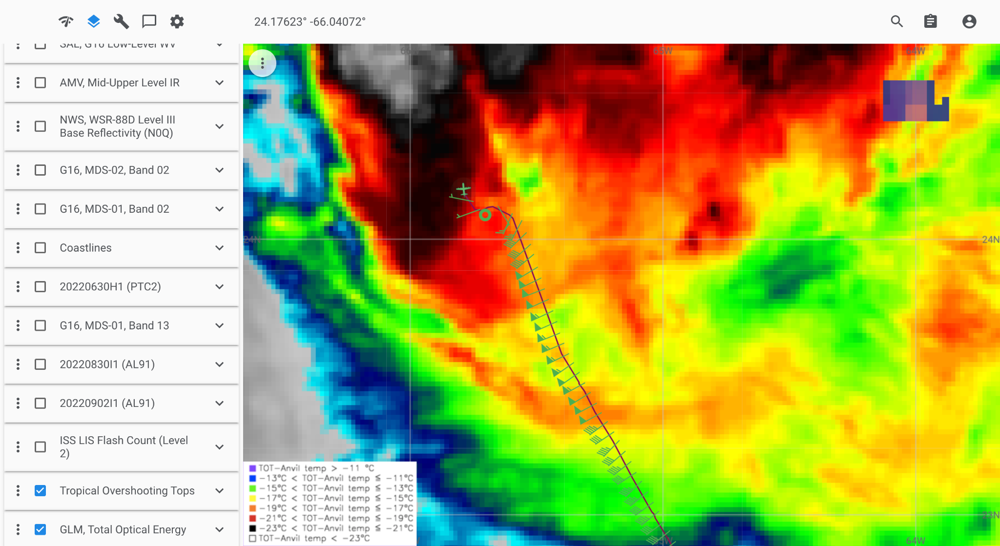 24.17623° -66.04072°
SAL, G16 Low-Level WV
AMV, Mid-Upper Level IR
NWS, WSR-88D Level III
Base Reflectivity (N0Q)
G16, MDS-02, Band 02
G16, MDS-01, Band 02
Coastlines
20220630H1 (PTC2)
G16, MDS-01, Band 13
20220830I1 (AL91)
20220902I1 (AL91)
ISS LIS Flash Count (Level
2)
Tropical Overshooting Tops
GLM, Total Optical Energy
65W
64W
24N
24N
23N
64W
TOT-Anvil temp > -11 °C
-13°C < TOT-Anvil temp ≤ -11°C
-15°C < TOT-Anvil temp ≤ -13°C
-17°C < TOT-Anvil temp ≤ -15°C
-19°C < TOT-Anvil temp ≤ -17°C
-21°C < TOT-Anvil temp ≤ -19°C
-23°C < TOT-Anvil temp ≤ -21°C
TOT-Anvil temp < -23°C